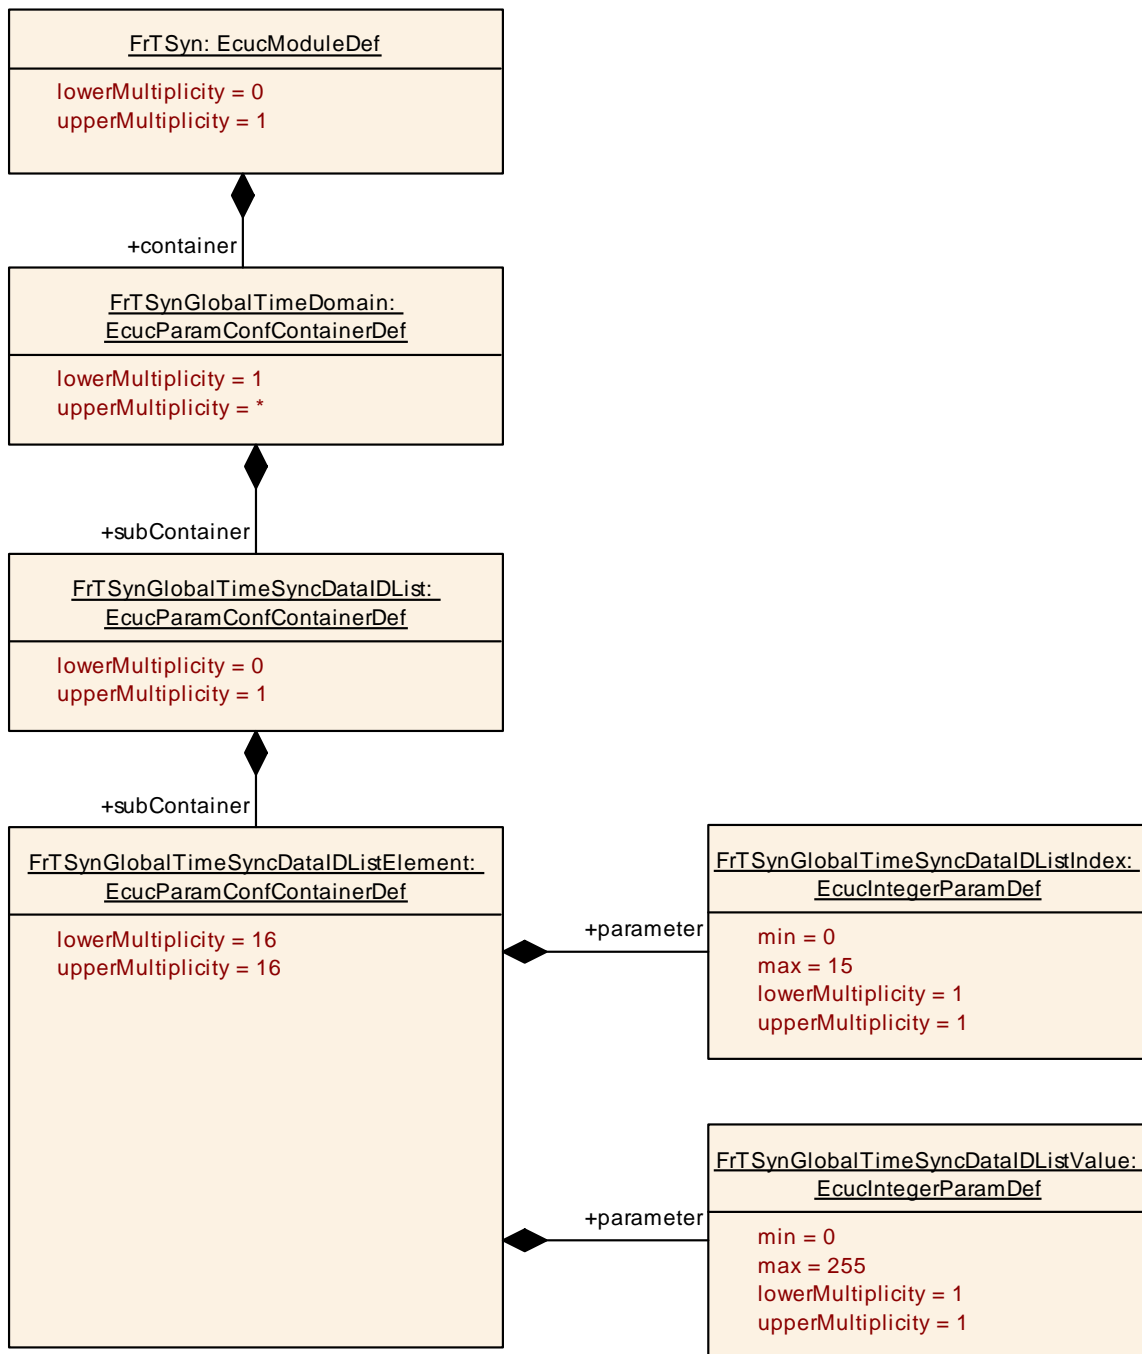 FrTSyn: EcucModuleDef
lowerMultiplicity = 0
upperMultiplicity = 1
+container
FrTSynGlobalTimeDomain:
EcucParamConfContainerDef
lowerMultiplicity = 1
upperMultiplicity = *
+subContainer
FrTSynGlobalTimeSyncDataIDList:
EcucParamConfContainerDef
lowerMultiplicity = 0
upperMultiplicity = 1
+subContainer
FrTSynGlobalTimeSyncDataIDListElement:
EcucParamConfContainerDef
lowerMultiplicity = 16
upperMultiplicity = 16
+parameter
FrTSynGlobalTimeSyncDataIDListIndex:
EcucIntegerParamDef
min = 0
max = 15
lowerMultiplicity = 1
upperMultiplicity = 1
+parameter
FrTSynGlobalTimeSyncDataIDListValue:
EcucIntegerParamDef
min = 0
max = 255
lowerMultiplicity = 1
upperMultiplicity = 1